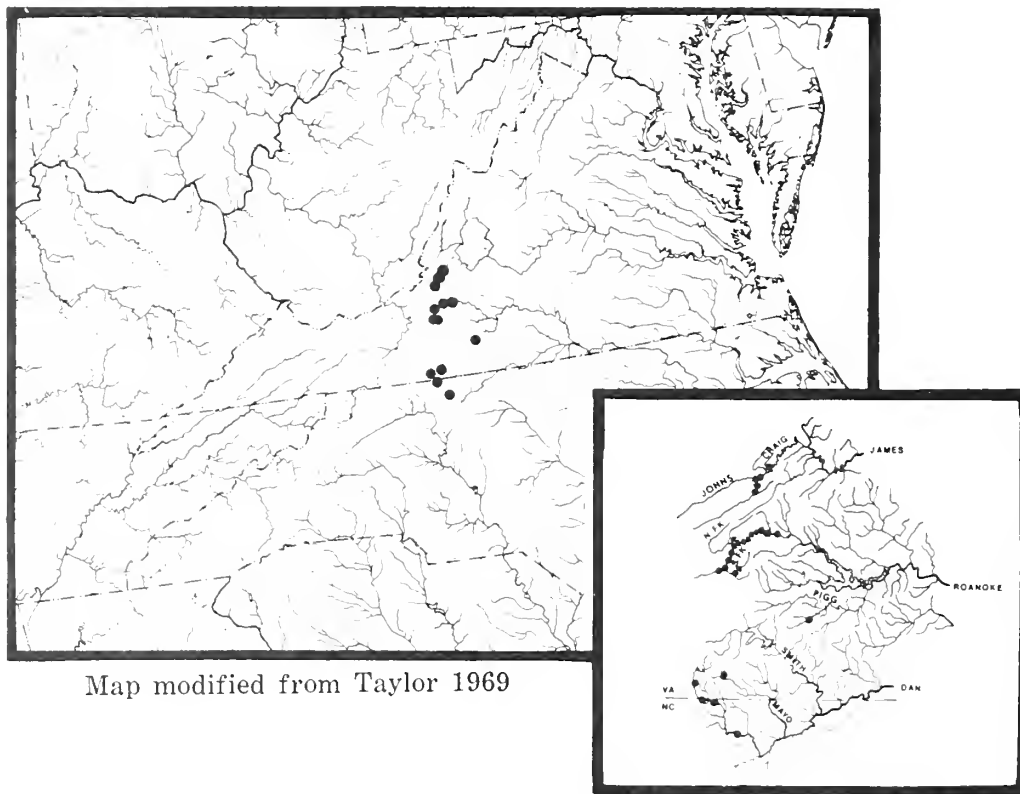 Map modified from Taylor 1969
JOHNS
CRAIG
JAMES
N. FK.
ROANOKE
PIGG
SMITH
VA
NC
MAYO
DAN